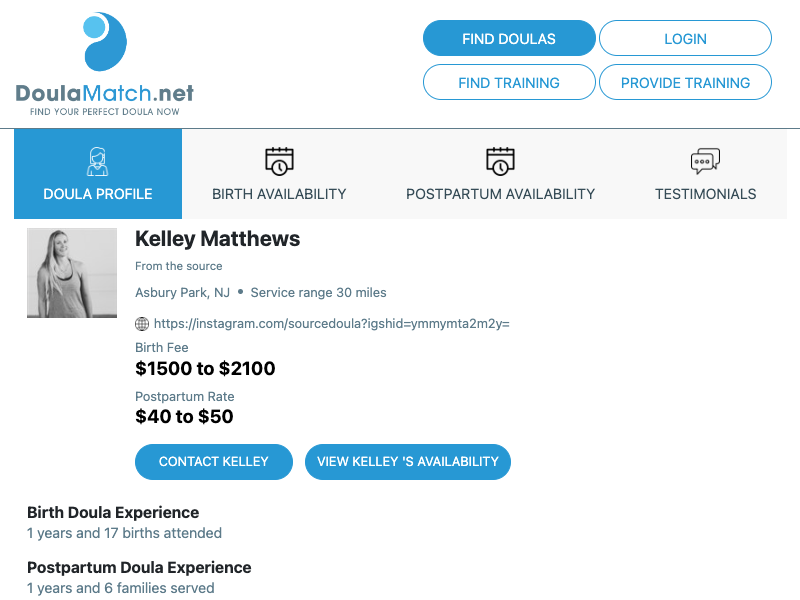 DoulaMatch.net
FIND YOUR PERFECT DOULA NOW
FIND DOULAS
LOGIN
FIND TRAINING
PROVIDE TRAINING
DOULA PROFILE
BIRTH AVAILABILITY
POSTPARTUM AVAILABILITY
TESTIMONIALS
Kelley Matthews
From the source
Asbury Park, NJ • Service range 30 miles
https://instagram.com/sourcedoula?igshid=ymmymta2m2y=
Birth Fee
$1500 to $2100
Postpartum Rate
$40 to $50
CONTACT KELLEY
VIEW KELLEY 'S AVAILABILITY
Birth Doula Experience
1 years and 17 births attended
Postpartum Doula Experience
1 years and 6 families served